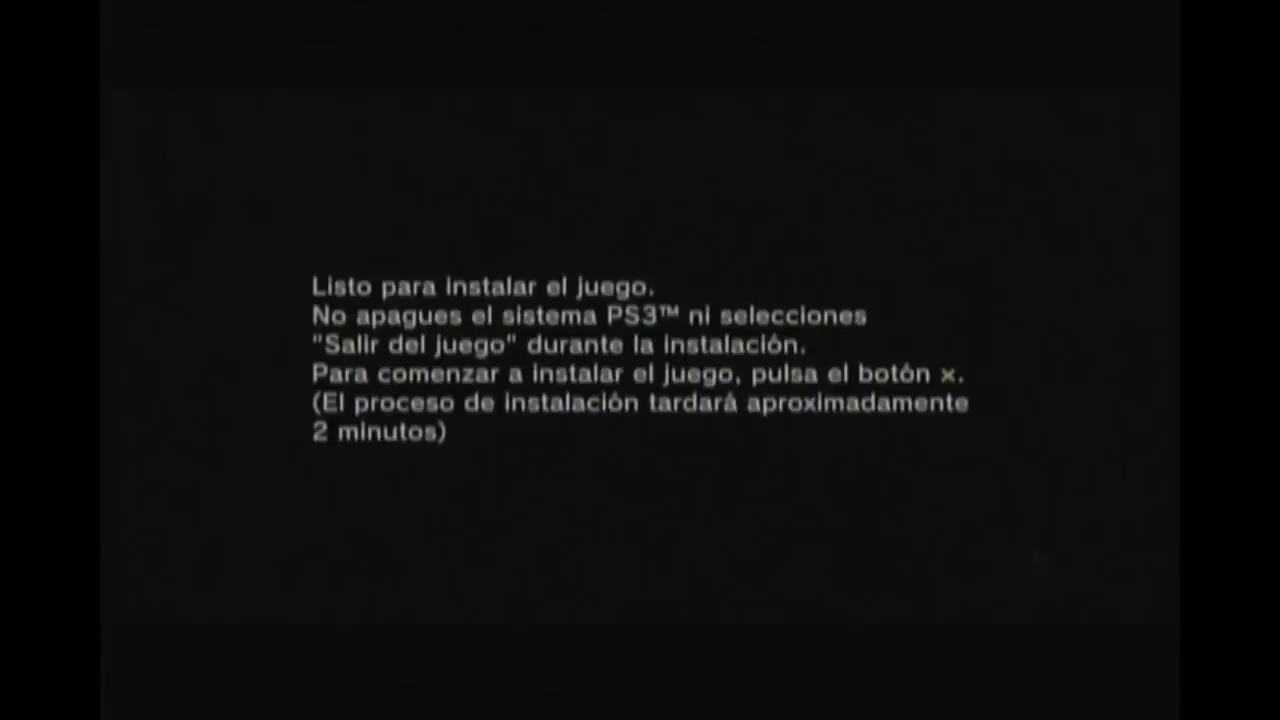 Listo para instalar el juego.
No apagues el sistema PS3™ ni selecciones
"Salir del juego" durante la instalación.
Para comenzar a instalar el juego, pulsa el botón ×.
(El proceso de instalación tardará aproximadamente
2 minutos)